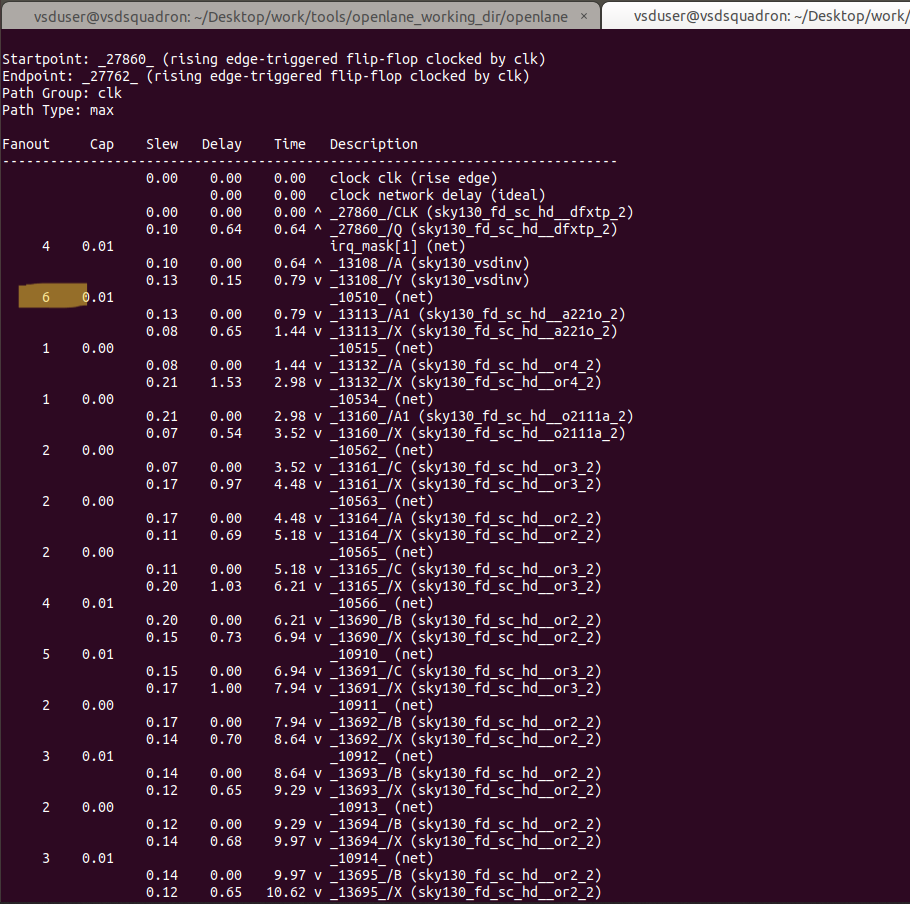 vsduser@vsdsquadron: ~/Desktop/work/tools/openlane_working_dir/openlane × vsduser@vsdsquadron: ~/Desktop/work/
Startpoint: _27860_ (rising edge-triggered flip-flop clocked by clk)
Endpoint: _27762_ (rising edge-triggered flip-flop clocked by clk)
Path Group: clk
Path Type: max
Fanout Cap Slew Delay Time Description
-----------------------------------------------------------------------------
0.00 0.00 0.00 clock clk (rise edge)
0.00 0.00 clock network delay (ideal)
0.00 0.00 0.00 ^ _27860_/CLK (sky130_fd_sc_hd__dfxtp_2)
0.10 0.64 0.64 ^ _27860_/Q (sky130_fd_sc_hd__dfxtp_2)
4 0.01 irq_mask[1] (net)
0.10 0.00 0.64 ^ _13108_/A (sky130_vsdinv)
0.13 0.15 0.79 v _13108_/Y (sky130_vsdinv)
6 0.01 _10510_ (net)
0.13 0.00 0.79 v _13113_/A1 (sky130_fd_sc_hd__a221o_2)
0.08 0.65 1.44 v _13113_/X (sky130_fd_sc_hd__a221o_2)
1 0.00 _10515_ (net)
0.08 0.00 1.44 v _13132_/A (sky130_fd_sc_hd__or4_2)
0.21 1.53 2.98 v _13132_/X (sky130_fd_sc_hd__or4_2)
1 0.00 _10534_ (net)
0.21 0.00 2.98 v _13160_/A1 (sky130_fd_sc_hd__o2111a_2)
0.07 0.54 3.52 v _13160_/X (sky130_fd_sc_hd__o2111a_2)
2 0.00 _10562_ (net)
0.07 0.00 3.52 v _13161_/C (sky130_fd_sc_hd__or3_2)
0.17 0.97 4.48 v _13161_/X (sky130_fd_sc_hd__or3_2)
2 0.00 _10563_ (net)
0.17 0.00 4.48 v _13164_/A (sky130_fd_sc_hd__or2_2)
0.11 0.69 5.18 v _13164_/X (sky130_fd_sc_hd__or2_2)
2 0.00 _10565_ (net)
0.11 0.00 5.18 v _13165_/C (sky130_fd_sc_hd__or3_2)
0.20 1.03 6.21 v _13165_/X (sky130_fd_sc_hd__or3_2)
4 0.01 _10566_ (net)
0.20 0.00 6.21 v _13690_/B (sky130_fd_sc_hd__or2_2)
0.15 0.73 6.94 v _13690_/X (sky130_fd_sc_hd__or2_2)
5 0.01 _10910_ (net)
0.15 0.00 6.94 v _13691_/C (sky130_fd_sc_hd__or3_2)
0.17 1.00 7.94 v _13691_/X (sky130_fd_sc_hd__or3_2)
2 0.00 _10911_ (net)
0.17 0.00 7.94 v _13692_/B (sky130_fd_sc_hd__or2_2)
0.14 0.70 8.64 v _13692_/X (sky130_fd_sc_hd__or2_2)
3 0.01 _10912_ (net)
0.14 0.00 8.64 v _13693_/B (sky130_fd_sc_hd__or2_2)
0.12 0.65 9.29 v _13693_/X (sky130_fd_sc_hd__or2_2)
2 0.00 _10913_ (net)
0.12 0.00 9.29 v _13694_/B (sky130_fd_sc_hd__or2_2)
0.14 0.68 9.97 v _13694_/X (sky130_fd_sc_hd__or2_2)
3 0.01 _10914_ (net)
0.14 0.00 9.97 v _13695_/B (sky130_fd_sc_hd__or2_2)
0.12 0.65 10.62 v _13695_/X (sky130_fd_sc_hd__or2_2)